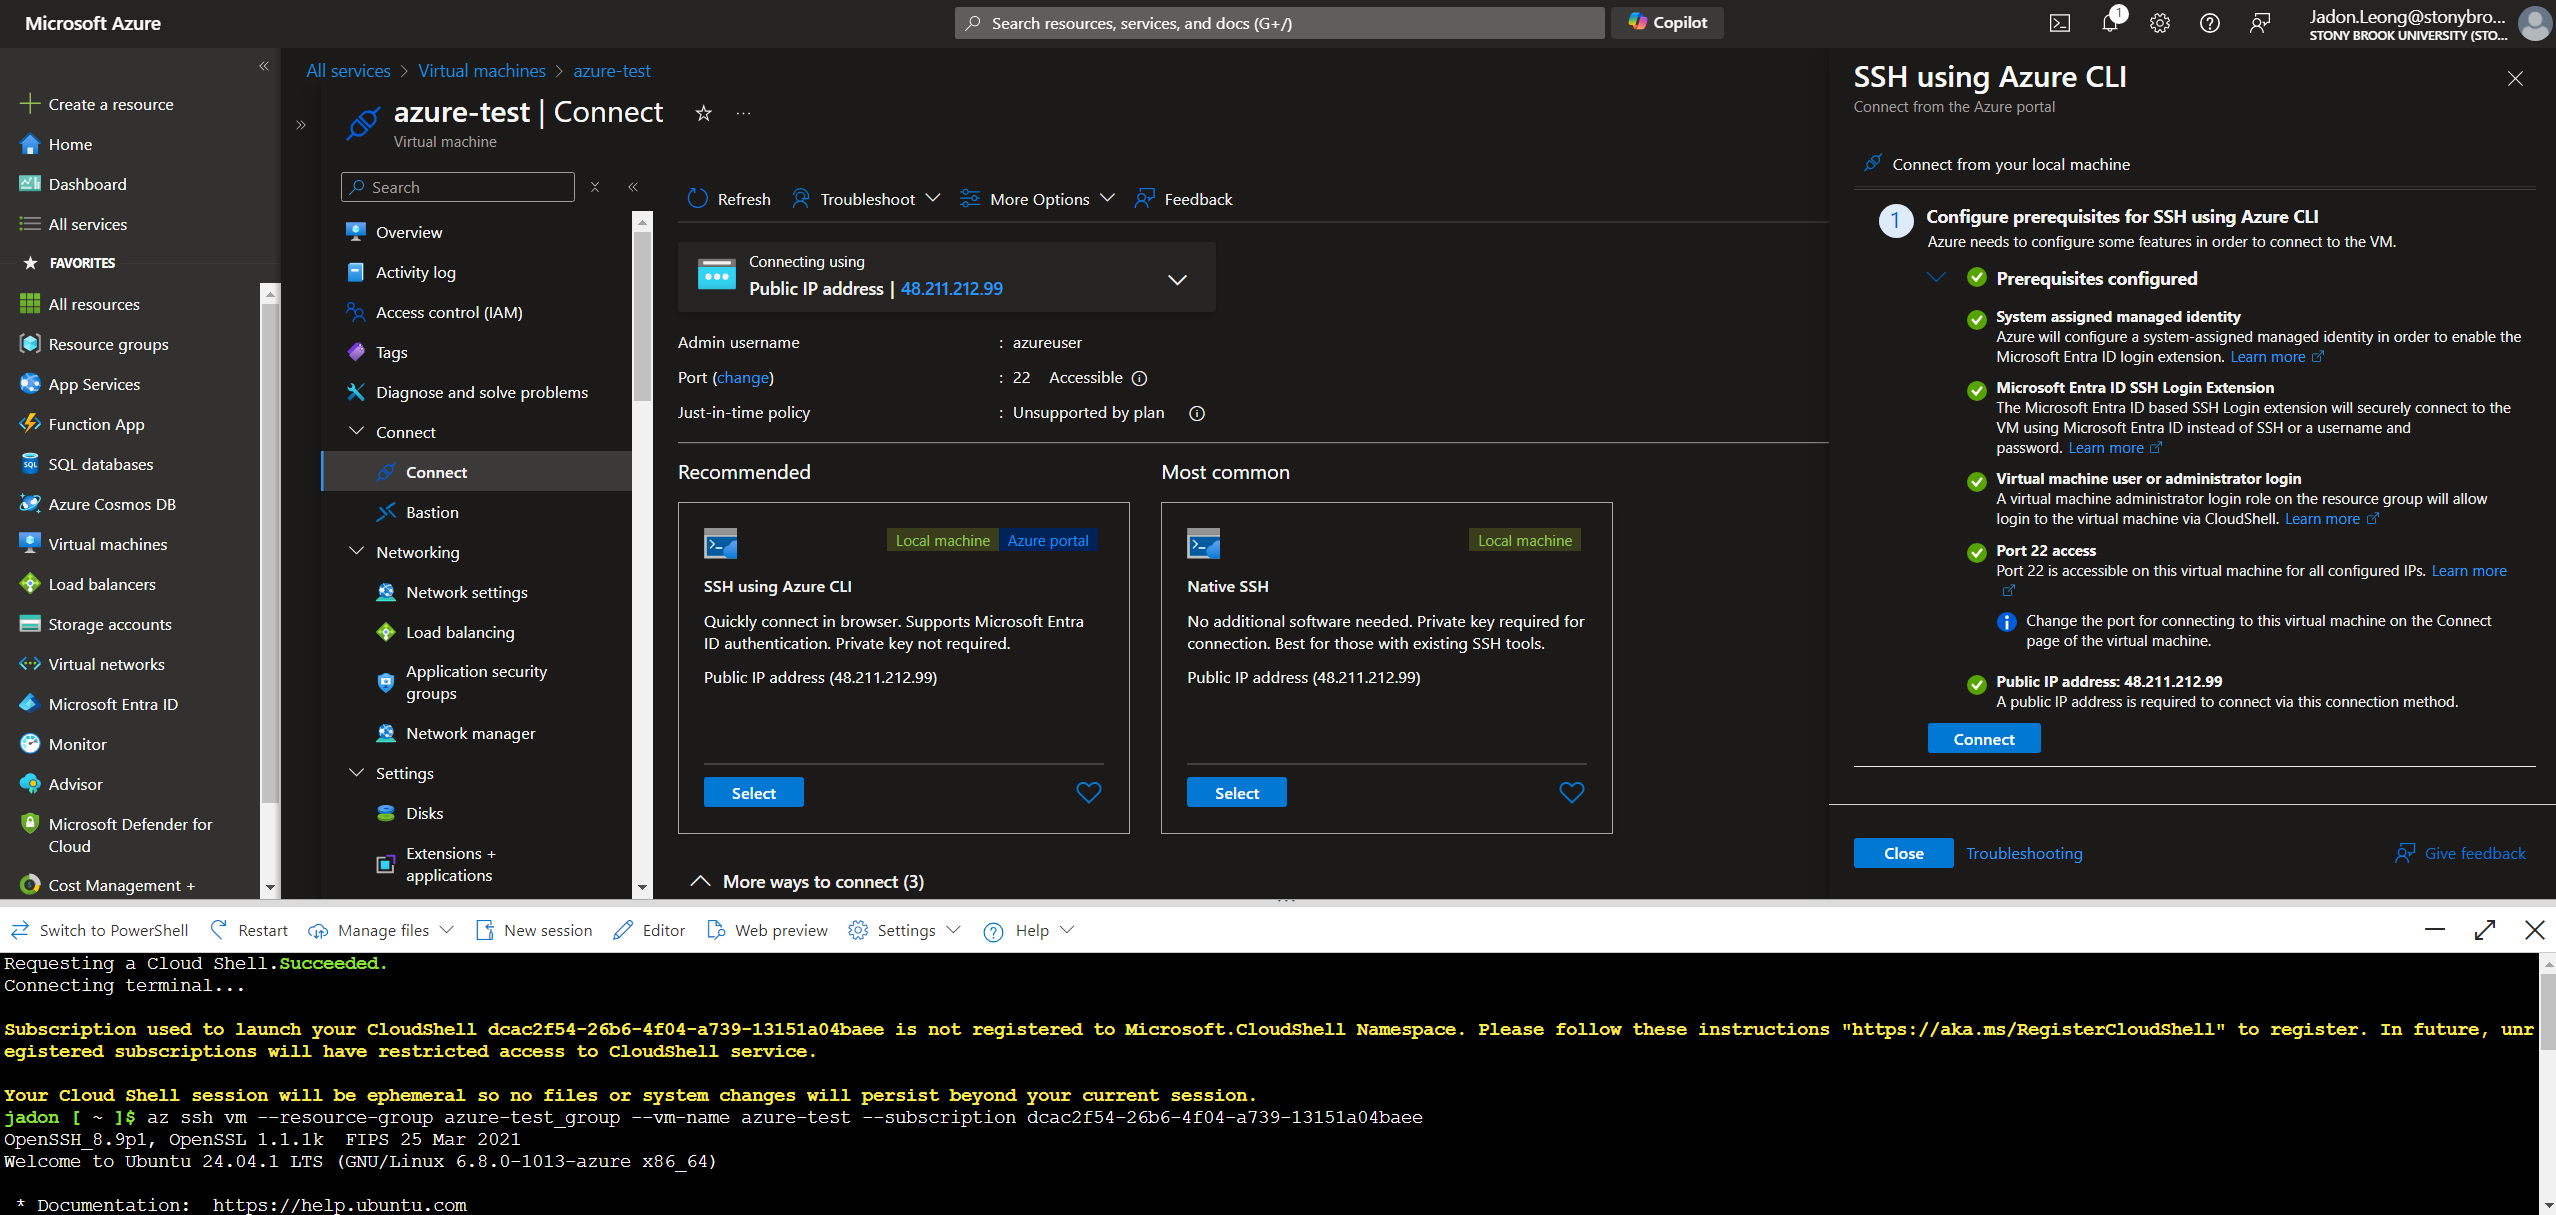 Microsoft Azure
Search resources, services, and docs (G+/)
Copilot
1
Jadon.Leong@stonybro...
STONY BROOK UNIVERSITY (STO...
Create a resource
Home
Dashboard
All services
FAVORITES
All resources
Resource groups
App Services
Function App
SQL databases
Azure Cosmos DB
Virtual machines
Load balancers
Storage accounts
Virtual networks
Microsoft Entra ID
Monitor
Advisor
Microsoft Defender for
Cloud
Cost Management +
All services > Virtual machines > azure-test
azure-test | Connect
Virtual machine
Search
Overview
Activity log
Access control (IAM)
Tags
Diagnose and solve problems
Connect
Connect
Bastion
Networking
Network settings
Load balancing
Application security
groups
Network manager
Settings
Disks
Extensions +
applications
Refresh
Troubleshoot
More Options
Feedback
Connecting using
Public IP address | 48.211.212.99
Admin username : azureuser
Port (change) : 22 Accessible
Just-in-time policy : Unsupported by plan
Recommended
Local machine
Azure portal
SSH using Azure CLI
Quickly connect in browser. Supports Microsoft Entra
ID authentication. Private key not required.
Public IP address (48.211.212.99)
Select
Most common
Local machine
Native SSH
No additional software needed. Private key required for
connection. Best for those with existing SSH tools.
Public IP address (48.211.212.99)
Select
More ways to connect (3)
SSH using Azure CLI
Connect from the Azure portal
Connect from your local machine
1
Configure prerequisites for SSH using Azure CLI
Azure needs to configure some features in order to connect to the VM.
Prerequisites configured
System assigned managed identity
Azure will configure a system-assigned managed identity in order to enable the
Microsoft Entra ID login extension. Learn more
Microsoft Entra ID SSH Login Extension
The Microsoft Entra ID based SSH Login extension will securely connect to the
VM using Microsoft Entra ID instead of SSH or a username and
password. Learn more
Virtual machine user or administrator login
A virtual machine administrator login role on the resource group will allow
login to the virtual machine via CloudShell. Learn more
Port 22 access
Port 22 is accessible on this virtual machine for all configured IPs. Learn more
Change the port for connecting to this virtual machine on the Connect
page of the virtual machine.
Public IP address: 48.211.212.99
A public IP address is required to connect via this connection method.
Connect
Close
Troubleshooting
Give feedback
Switch to PowerShell
Restart
Manage files
New session
Editor
Web preview
Settings
Help
Requesting a Cloud Shell.Succeeded.
Connecting terminal...
Subscription used to launch your CloudShell dcac2f54-26b6-4f04-a739-13151a04baee is not registered to Microsoft.CloudShell Namespace. Please follow these instructions "https://aka.ms/RegisterCloudShell" to register. In future, unr
egistered subscriptions will have restricted access to CloudShell service.
Your Cloud Shell session will be ephemeral so no files or system changes will persist beyond your current session.
jadon [ ~ ]$ az ssh vm --resource-group azure-test_group --vm-name azure-test --subscription dcac2f54-26b6-4f04-a739-13151a04baee
OpenSSH_8.9p1, OpenSSL 1.1.1k  FIPS 25 Mar 2021
Welcome to Ubuntu 24.04.1 LTS (GNU/Linux 6.8.0-1013-azure x86_64)
* Documentation:  https://help.ubuntu.com